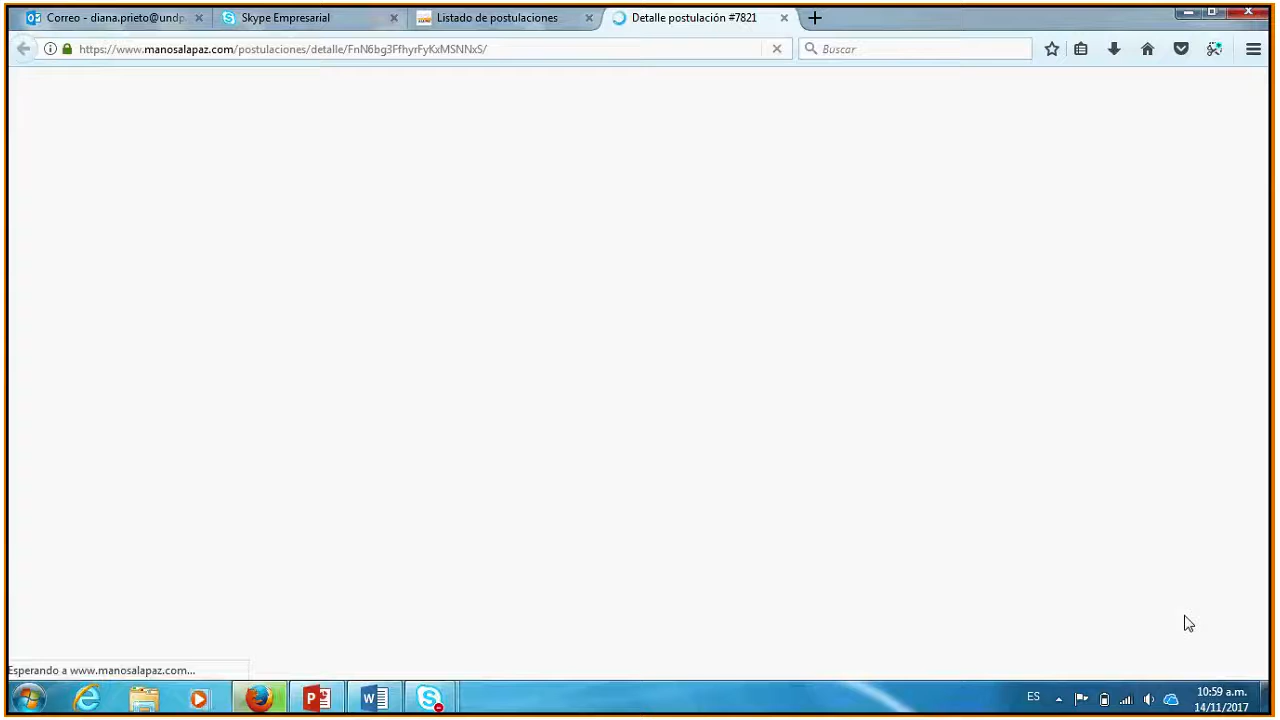 Correo - diana.prieto@undp
Skype Empresarial
Listado de postulaciones
Detalle postulación #7821
https://www.manosalapaz.com/postulaciones/detalle/FnN6bg3FfhyrFyKxMSNNxS/
Buscar
Esperando a www.manosalapaz.com...
ES
10:59 a.m.
14/11/2017